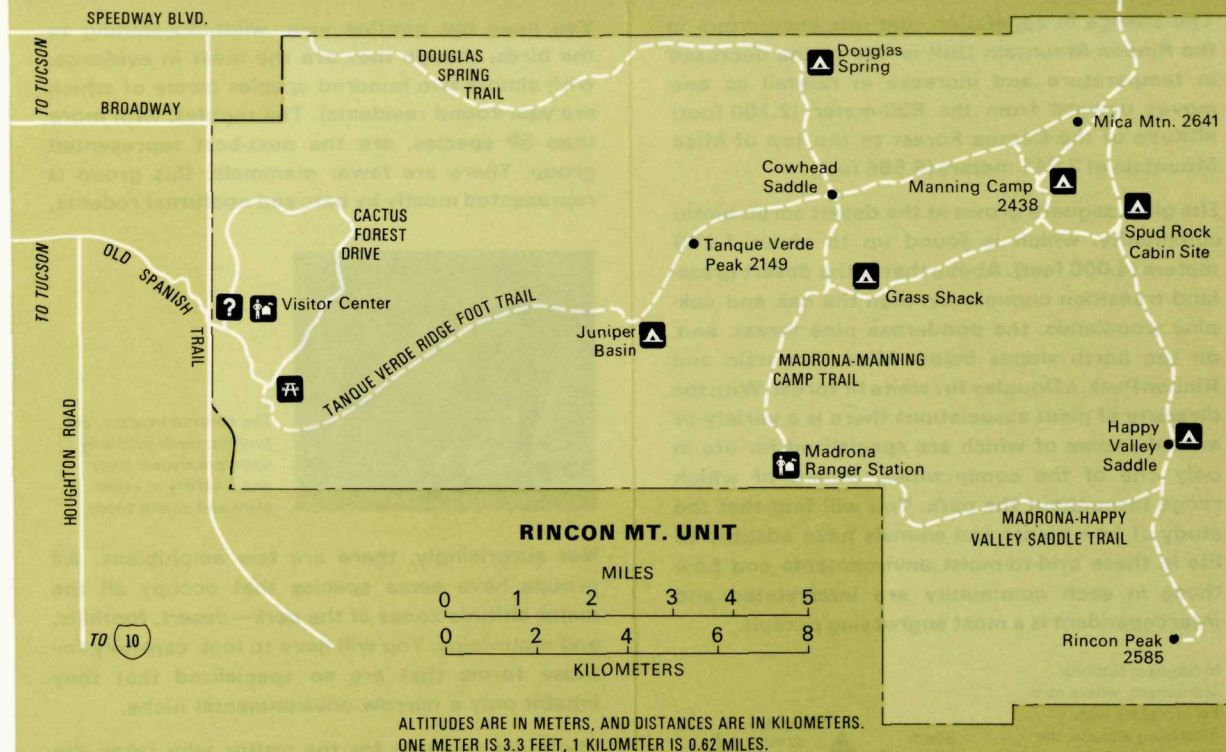 SPEEDWAY BLVD.
TO TUCSON
DOUGLAS
SPRING
TRAIL
Douglas
Spring
BROADWAY
Mica Mtn. 2641
Cowhead
Saddle
Manning Camp
2438
CACTUS
FOREST
DRIVE
Spud Rock
Cabin Site
Tanque Verde
Peak 2149
TO TUCSON
OLD SPANISH
TRAIL
?
Visitor Center
Grass Shack
TANQUE VERDE RIDGE FOOT TRAIL
Juniper
Basin
MADRONA-MANNING
CAMP TRAIL
HOUGHTON ROAD
Happy
Valley
Saddle
Madrona
Ranger Station
RINCON MT. UNIT
MADRONA-HAPPY
VALLEY SADDLE TRAIL
MILES
0 1 2 3 4 5
0 2 4 6 8
KILOMETERS
TO 10
Rincon Peak
2585
ALTITUDES ARE IN METERS, AND DISTANCES ARE IN KILOMETERS.
ONE METER IS 3.3 FEET, 1 KILOMETER IS 0.62 MILES.